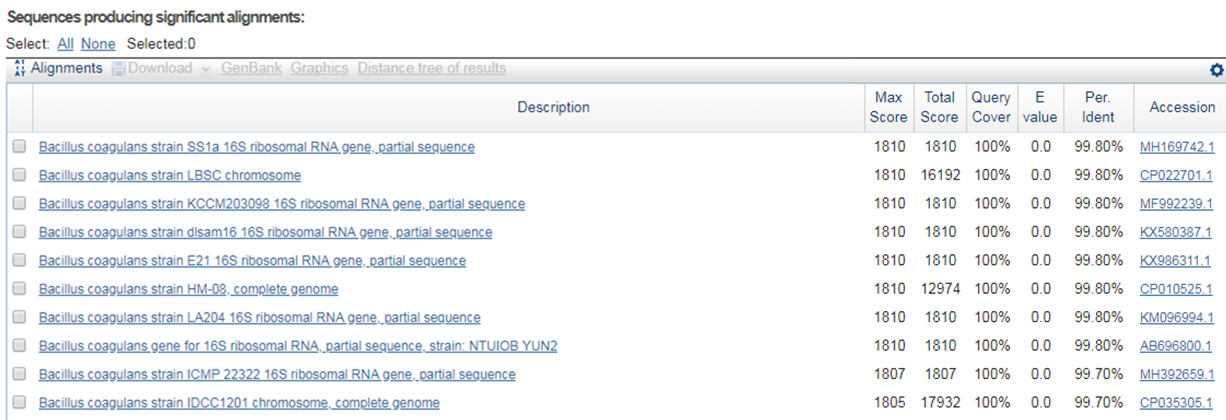 Sequences producing significant alignments:
Select: All None Selected:0
Alignments Download GenBank Graphics Distance tree of results
Description Max Score Total Score Query Cover E value Per. Ident Accession
Bacillus coagulans strain SS1a 16S ribosomal RNA gene, partial sequence 1810 1810 100% 0.0 99.80% MH169742.1
Bacillus coagulans strain LBSC chromosome 1810 16192 100% 0.0 99.80% CP022701.1
Bacillus coagulans strain KCCM203098 16S ribosomal RNA gene, partial sequence 1810 1810 100% 0.0 99.80% MF992239.1
Bacillus coagulans strain dlsam16 16S ribosomal RNA gene, partial sequence 1810 1810 100% 0.0 99.80% KX580387.1
Bacillus coagulans strain E21 16S ribosomal RNA gene, partial sequence 1810 1810 100% 0.0 99.80% KX986311.1
Bacillus coagulans strain HM-08, complete genome 1810 12974 100% 0.0 99.80% CP010525.1
Bacillus coagulans strain LA204 16S ribosomal RNA gene, partial sequence 1810 1810 100% 0.0 99.80% KM096994.1
Bacillus coagulans gene for 16S ribosomal RNA, partial sequence, strain: NTUIOB YUN2 1810 1810 100% 0.0 99.80% AB696800.1
Bacillus coagulans strain ICMP 22322 16S ribosomal RNA gene, partial sequence 1807 1807 100% 0.0 99.70% MH392659.1
Bacillus coagulans strain IDCC1201 chromosome, complete genome 1805 17932 100% 0.0 99.70% CP035305.1